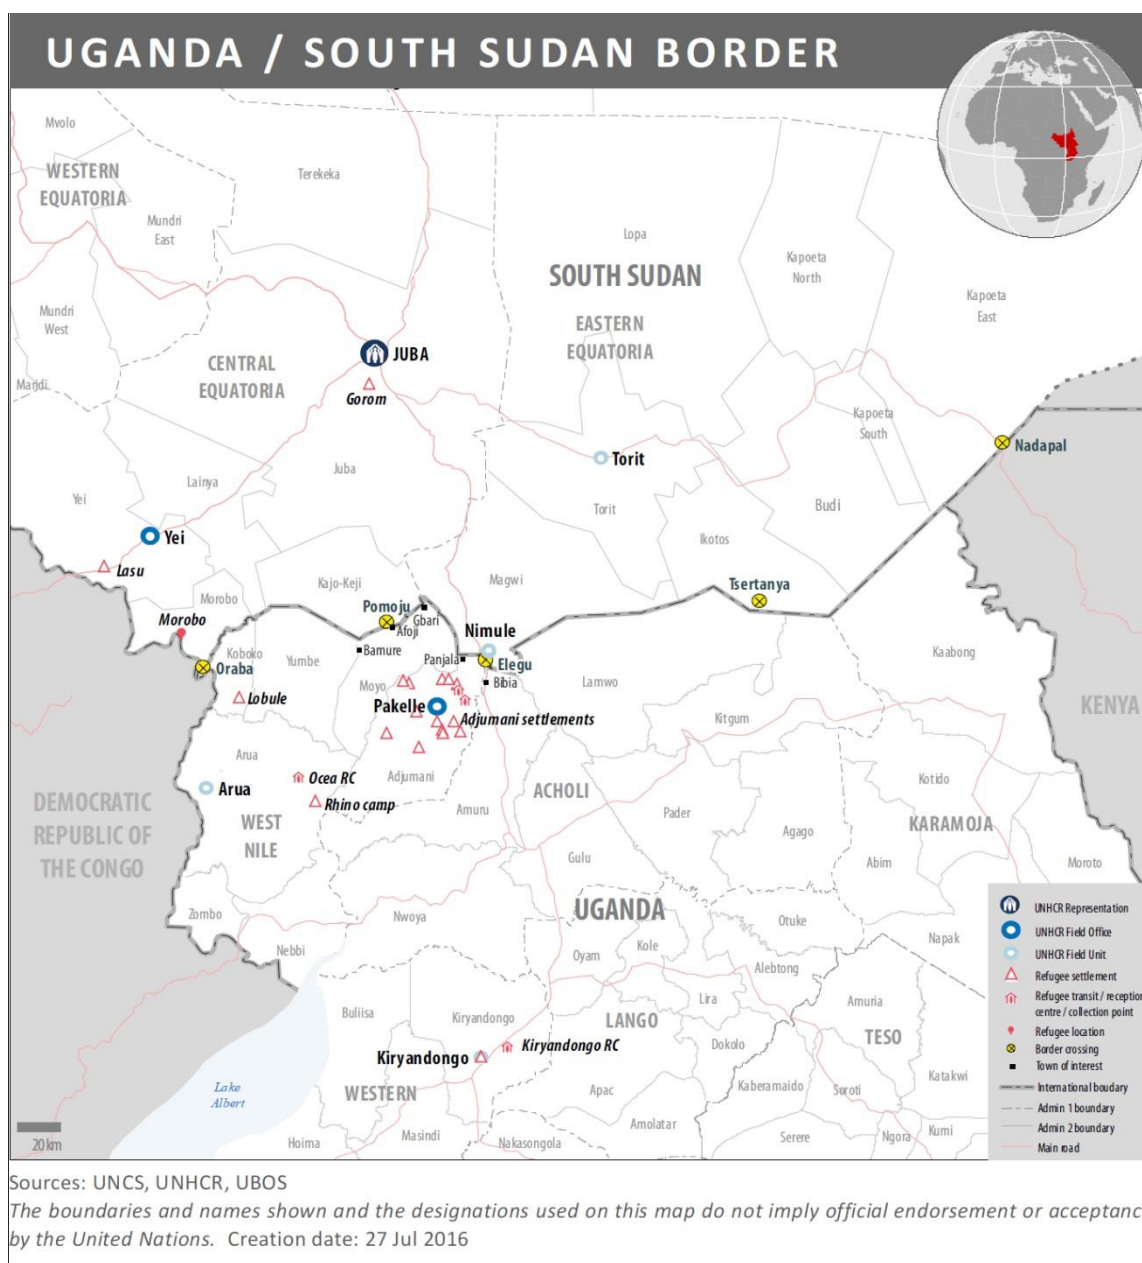 UGANDA / SOUTH SUDAN BORDER
Mvolo
WESTERN
EQUATORIA
Terekeka
Mundri
East
Lopa
Kapoeta
North
SOUTH SUDAN
Kapoeta
East
Mundri
West
EASTERN
EQUATORIA
JUBA
CENTRAL
EQUATORIA
Maridi
Gorom
Kapoeta
South
Nadapal
Torit
Juba
Lainya
Yei
Torit
Budi
Yei
Ikotos
Lasu
Kajo-Keji
Magwi
Tsertanya
Morobo
Pomoju
Gbari
Morobo
Afoji
Nimule
Koboko
Yumbe
Bamure
Panjala
Elegu
Kaabong
Oraba
Moyo
Bibia
Lamwo
Lobule
Pakelle
Adjumani settlements
Kitgum
KENYA
Arua
Ocea RC
Adjumani
Kotido
Arua
ACHOLI
DEMOCRATIC
REPUBLIC OF
THE CONGO
Rhino camp
Amuru
Pader
KARAMOJA
WEST
NILE
Agago
Gulu
Abim
Moroto
UGANDA
Zombo
Nwoya
Otuke
Nebbi
Kole
Napak
Oyam
Alebtong
Buliisa
Kiryandongo
Lira
Amuria
LANGO
TESO
Kiryandongo
Kiryandongo RC
Dokolo
Katakwi
Lake
Albert
WESTERN
Apac
Kaberamaido
Soroti
Amolatar
Hoima
Masindi
Nakasongola
Serere
Ngora
Kumi
20 km
UNHCR Representation
UNHCR Field Office
UNHCR Field Unit
Refugee settlement
Refugee transit / reception
centre / collection point
Refugee location
Border crossing
Town of interest
International boudary
Admin 1 boundary
Admin 2 boundary
Main road
Sources: UNCS, UNHCR, UBOS
The boundaries and names shown and the designations used on this map do not imply official endorsement or acceptanc
by the United Nations. Creation date: 27 Jul 2016